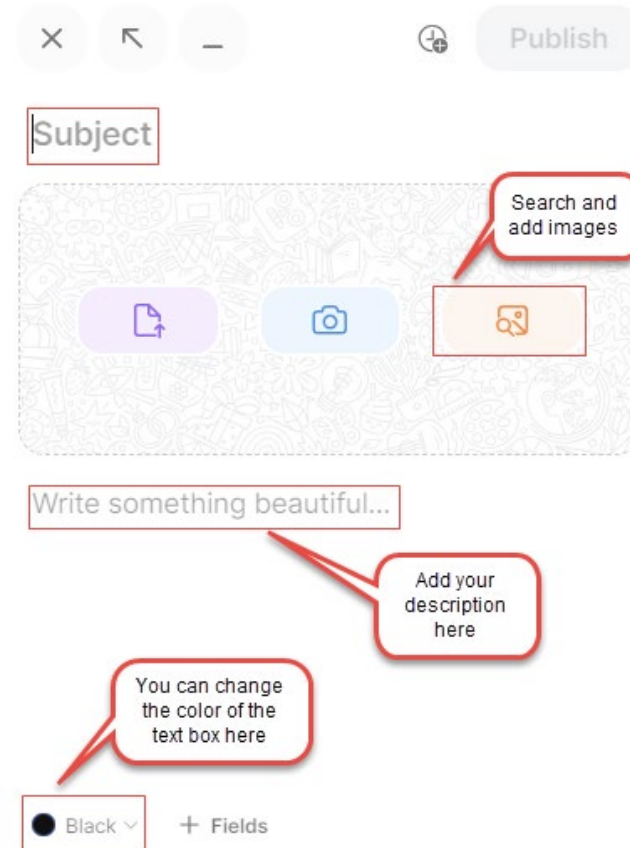 Publish
Subject
Search and
add images
Write something beautiful...
Add your
description
here
You can change
the color of the
text box here
Black
+ Fields